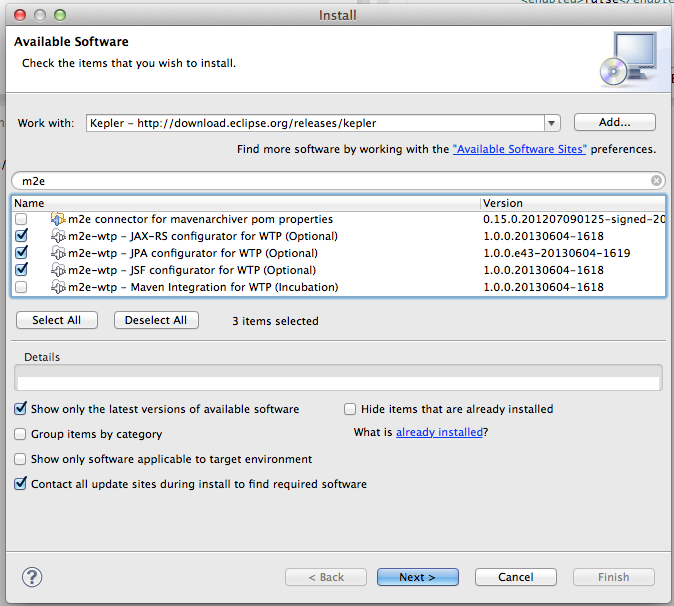 <enabled>false</enable
Install
Available Software
Check the items that you wish to install.
Work with: Kepler - http://download.eclipse.org/releases/kepler Add...
Find more software by working with the "Available Software Sites" preferences.
m2e
Name Version
m2e connector for mavenarchiver pom properties 0.15.0.201207090125-signed-20
m2e-wtp - JAX-RS configurator for WTP (Optional) 1.0.0.20130604-1618
m2e-wtp - JPA configurator for WTP (Optional) 1.0.0.e43-20130604-1619
m2e-wtp - JSF configurator for WTP (Optional) 1.0.0.20130604-1618
m2e-wtp - Maven Integration for WTP (Incubation) 1.0.0.20130604-1618
Select All Deselect All 3 items selected
Details
Show only the latest versions of available software Hide items that are already installed
Group items by category What is already installed?
Show only software applicable to target environment
Contact all update sites during install to find required software
? < Back Next > Cancel Finish